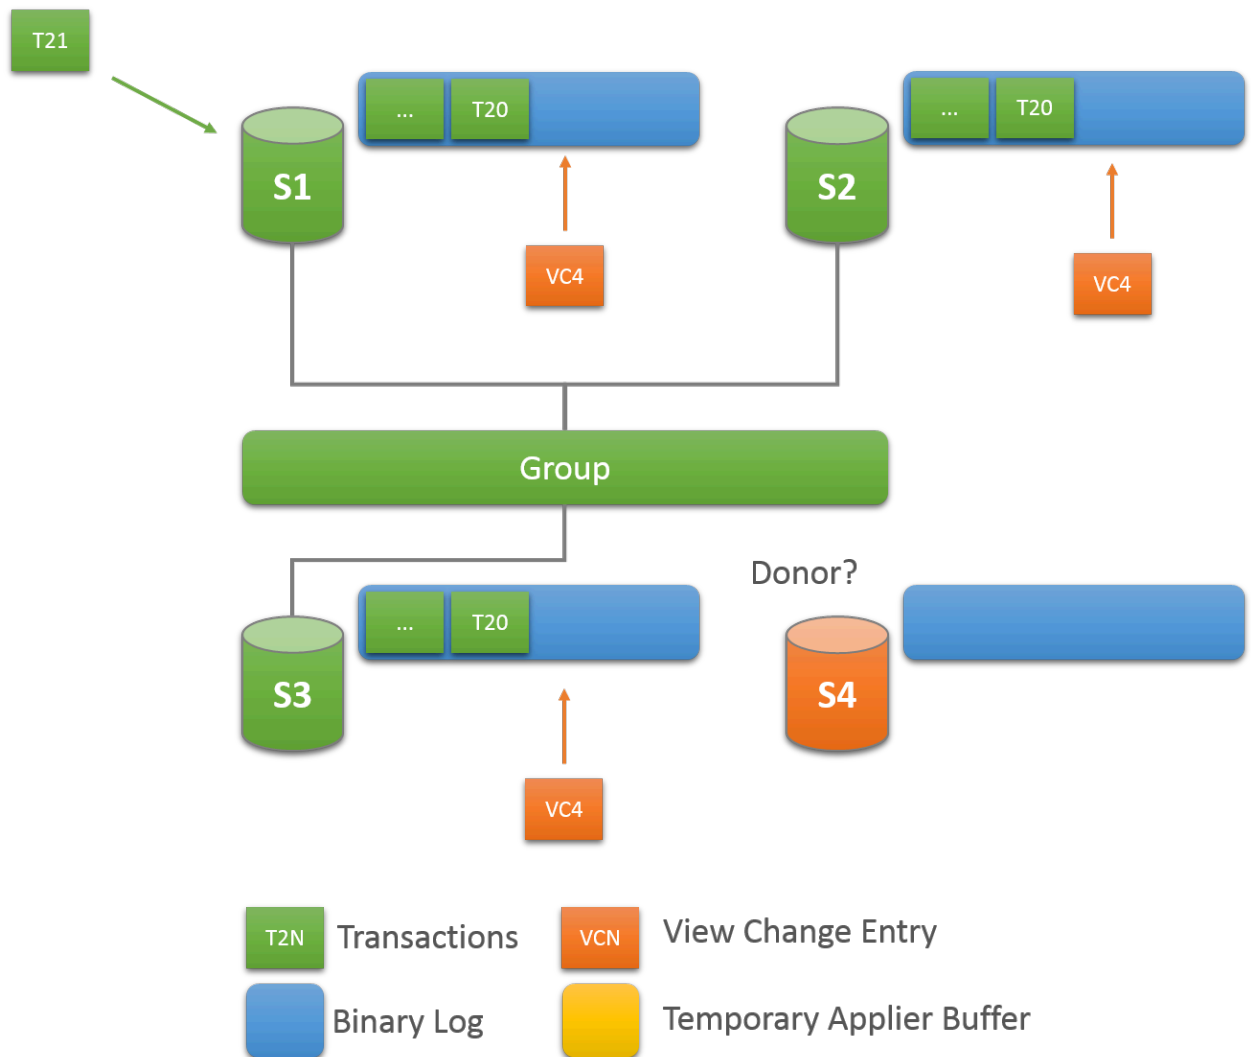 T21
... T20
S1
VC4
... T20
S2
VC4
Group
... T20
S3
VC4
Donor?
S4
T2N Transactions
VCN View Change Entry
Binary Log
Temporary Applier Buffer